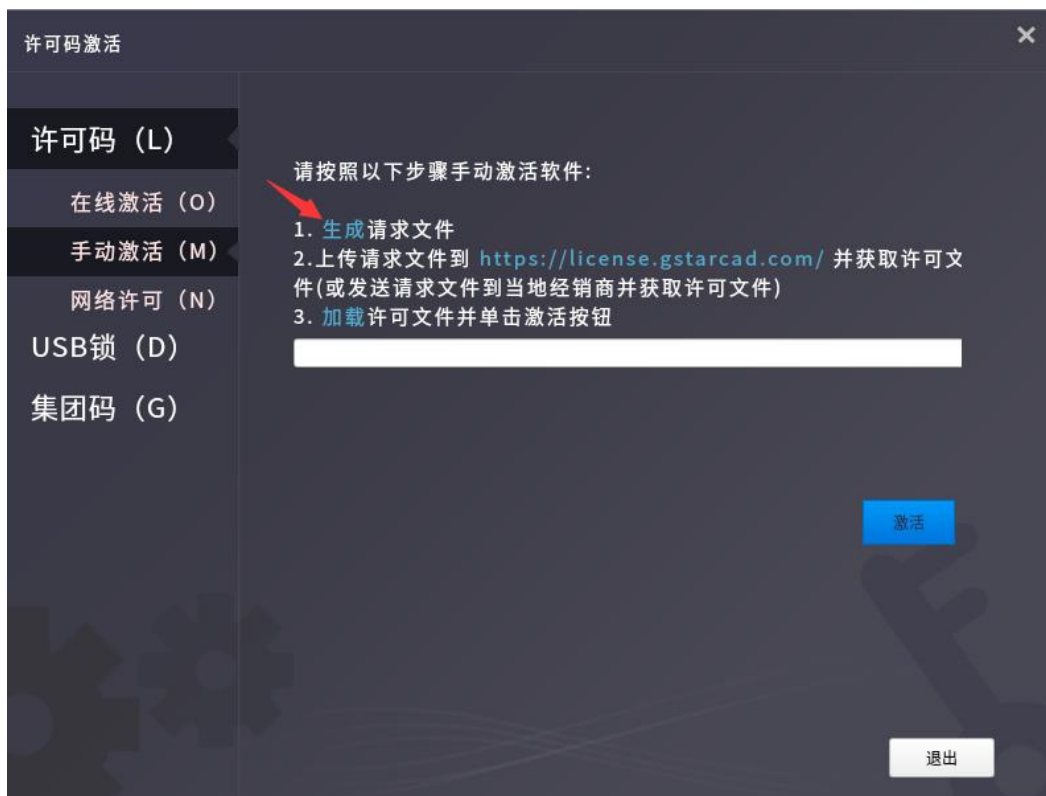 许可码激活
许可码（L）
在线激活（O）
手动激活（M）
网络许可（N）
USB锁（D）
集团码（G）
请按照以下步骤手动激活软件:
1. 生成请求文件
2.上传请求文件到 https://license.gstarcad.com/ 并获取许可文
件(或发送请求文件到当地经销商并获取许可文件)
3. 加载许可文件并单击激活按钮
激活
退出